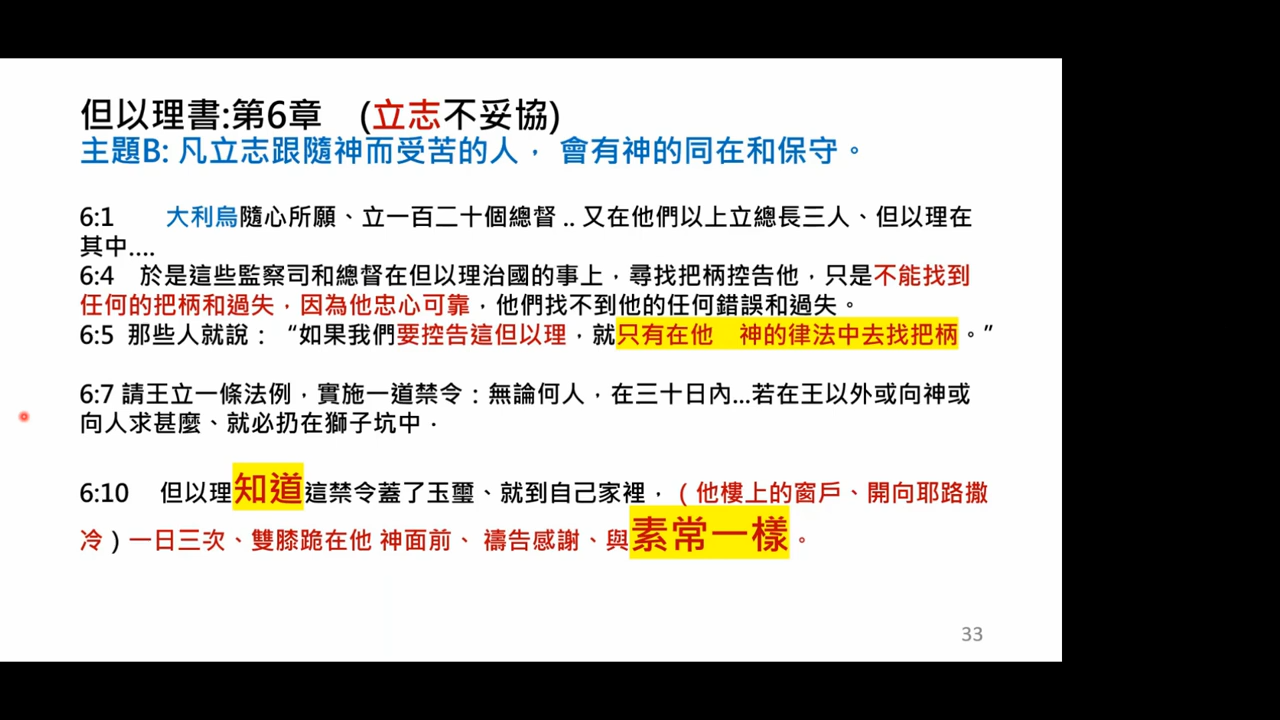 但以理書:第6章　(立志不妥協)
主題B: 凡立志跟隨神而受苦的人， 會有神的同在和保守。
6:1　　大利烏隨心所願、立一百二十個總督 .. 又在他們以上立總長三人、但以理在
其中....
6:4　於是這些監察司和總督在但以理治國的事上，尋找把柄控告他，只是不能找到
任何的把柄和過失，因為他忠心可靠，他們找不到他的任何錯誤和過失。
6:5 那些人就說：“如果我們要控告這但以理，就只有在他　神的律法中去找把柄。”
6:7 請王立一條法例，實施一道禁令：無論何人，在三十日內...若在王以外或向神或
向人求甚麼、就必扔在獅子坑中．
6:10　但以理知道這禁令蓋了玉璽、就到自己家裡，（他樓上的窗戶、開向耶路撒
冷）一日三次、雙膝跪在他 神面前、 禱告感謝、與素常一樣。
33